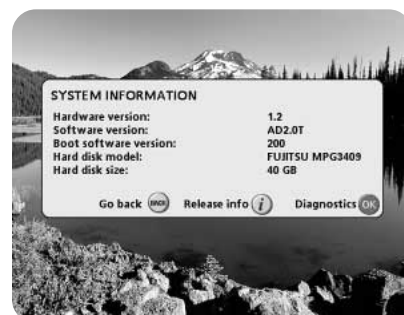 SYSTEM INFORMATION
Hardware version: 1.2
Software version: AD2.0T
Boot software version: 200
Hard disk model: FUJITSU MPG3409
Hard disk size: 40 GB
Go back BACK Release info i Diagnostics OK